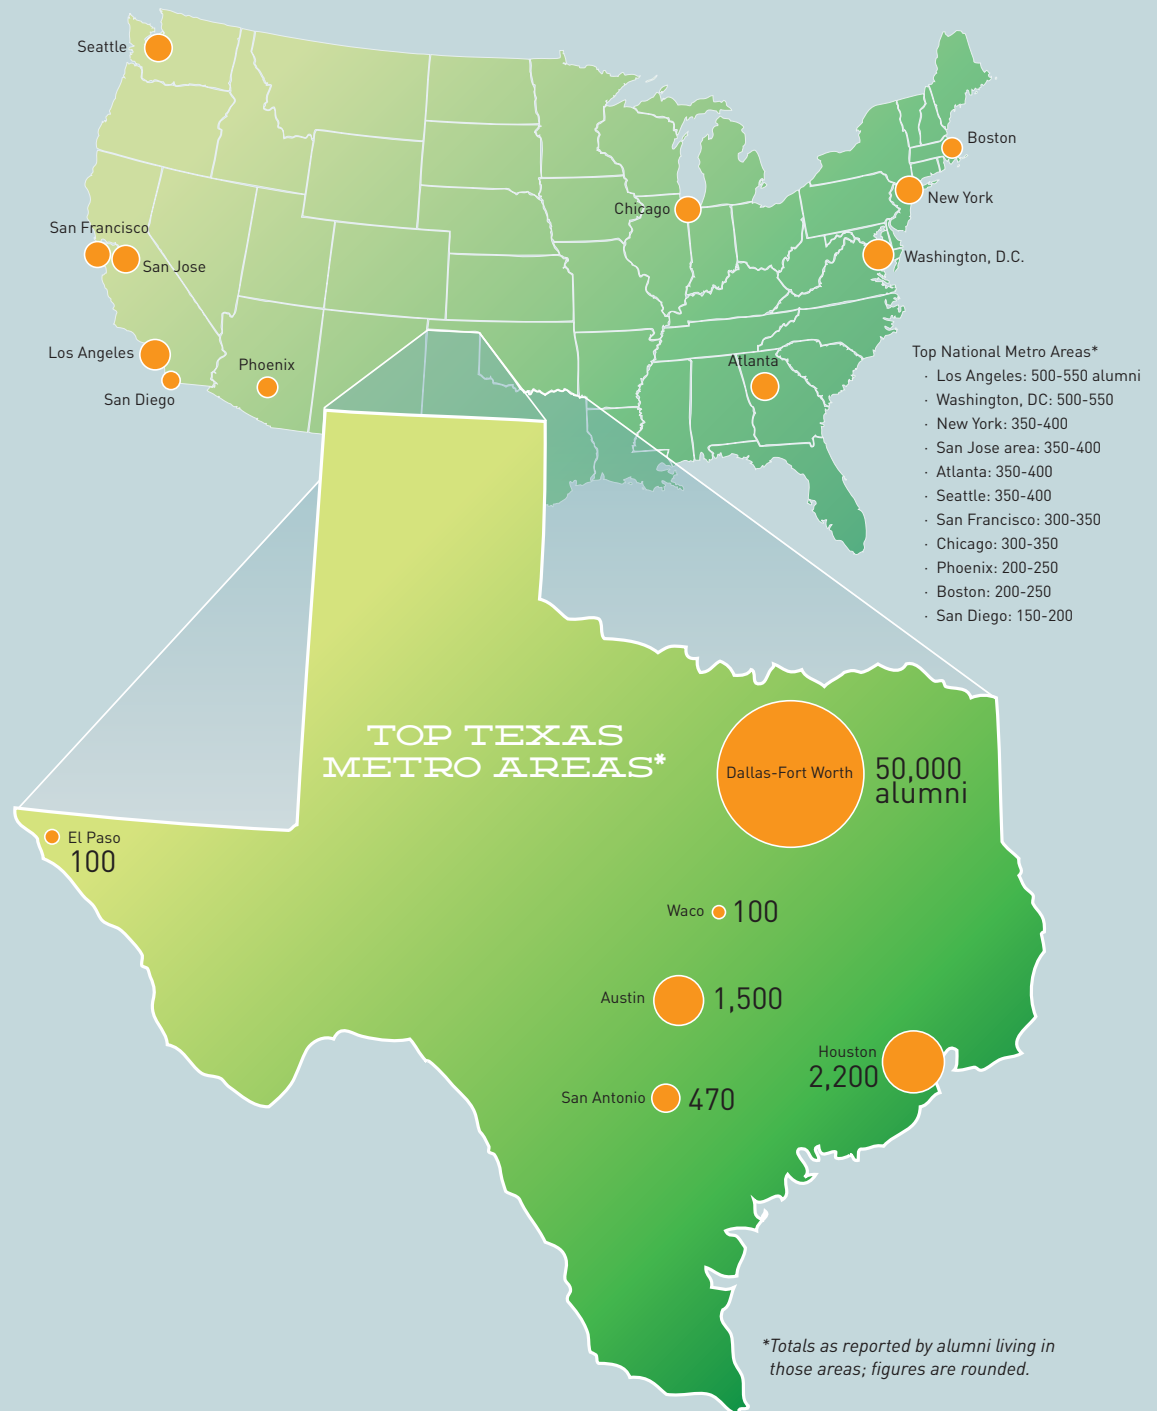 Seattle
Boston
New York
Chicago
San Francisco
San Jose
Washington, D.C.
Los Angeles
Phoenix
Atlanta
San Diego
Top National Metro Areas*
· Los Angeles: 500-550 alumni
· Washington, DC: 500-550
· New York: 350-400
· San Jose area: 350-400
· Atlanta: 350-400
· Seattle: 350-400
· San Francisco: 300-350
· Chicago: 300-350
· Phoenix: 200-250
· Boston: 200-250
· San Diego: 150-200
TOP TEXAS
METRO AREAS*
Dallas-Fort Worth
50,000
alumni
El Paso
100
Waco 100
Austin 1,500
Houston
2,200
San Antonio 470
*Totals as reported by alumni living in
those areas; figures are rounded.